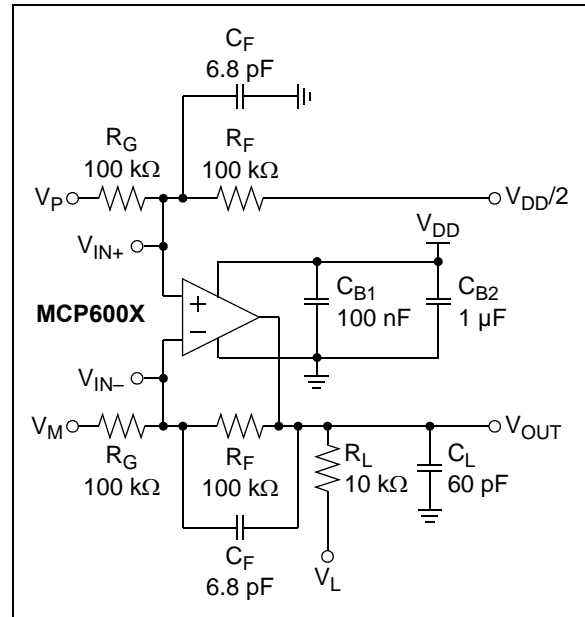 C_F
6.8 pF
R_G
100 kΩ
R_F
100 kΩ
V_P
V_DD/2
V_DD
V_IN+
MCP600X
+
−
C_B1
100 nF
C_B2
1 µF
V_IN–
V_M
V_OUT
R_G
100 kΩ
R_F
100 kΩ
R_L
10 kΩ
C_L
60 pF
C_F
6.8 pF
V_L